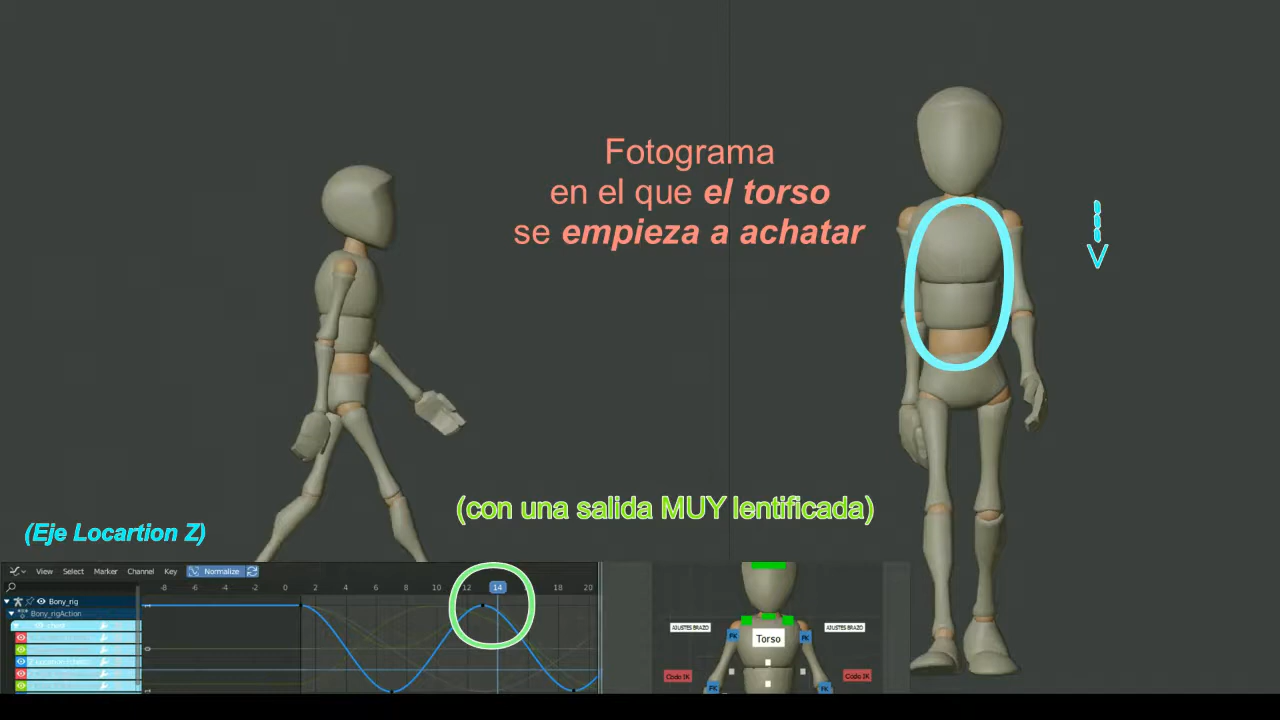 Fotograma
en el que el torso
se empieza a achatar
(con una salida MUY lentificada)
(Eje Locartion Z)
View Select Marker Channel Key Normalize
-8 -6 -4 -2 0 2 4 6 8 10 12 14 18 20
Bony_rig
Bony_rigAction
AJUSTES BRAZO
AJUSTES BRAZO
FK
Torso
FK
Codo IK
Codo IK
FK
FK